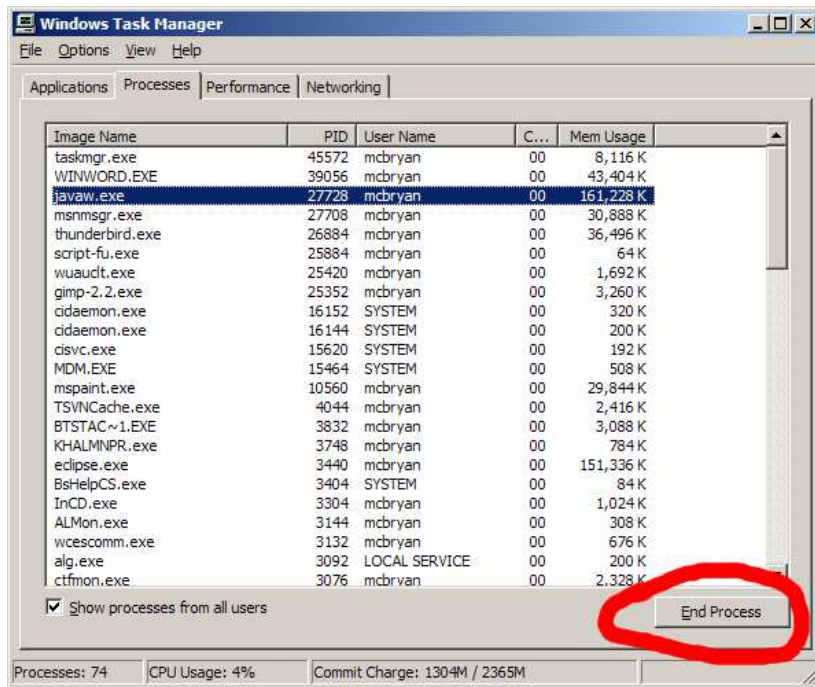 Windows Task Manager
File Options View Help
Applications Processes Performance Networking
Image Name PID User Name C... Mem Usage
taskmgr.exe 45572 mcbryan 00 8,116 K
WINWORD.EXE 39056 mcbryan 00 43,404 K
javaw.exe 27728 mcbryan 00 161,228 K
msnmsgr.exe 27708 mcbryan 00 30,888 K
thunderbird.exe 26884 mcbryan 00 36,496 K
script-fu.exe 25884 mcbryan 00 64 K
wuauclt.exe 25420 mcbryan 00 1,692 K
gimp-2.2.exe 25352 mcbryan 00 3,260 K
cidaemon.exe 16152 SYSTEM 00 320 K
cidaemon.exe 16144 SYSTEM 00 200 K
cisvc.exe 15620 SYSTEM 00 192 K
MDM.EXE 15464 SYSTEM 00 508 K
mspaint.exe 10560 mcbryan 00 29,844 K
TSVNCache.exe 4044 mcbryan 00 2,416 K
BTSTAC~1.EXE 3832 mcbryan 00 3,088 K
KHALMNPR.exe 3748 mcbryan 00 784 K
eclipse.exe 3440 mcbryan 00 151,336 K
BsHelpCS.exe 3404 SYSTEM 00 84 K
InCD.exe 3304 mcbryan 00 1,024 K
ALMon.exe 3144 mcbryan 00 308 K
wcescomm.exe 3132 mcbryan 00 676 K
alg.exe 3092 LOCAL SERVICE 00 200 K
ctfmon.exe 3076 mcbryan 00 2,328 K
Show processes from all users End Process
Processes: 74 CPU Usage: 4% Commit Charge: 1304M / 2365M